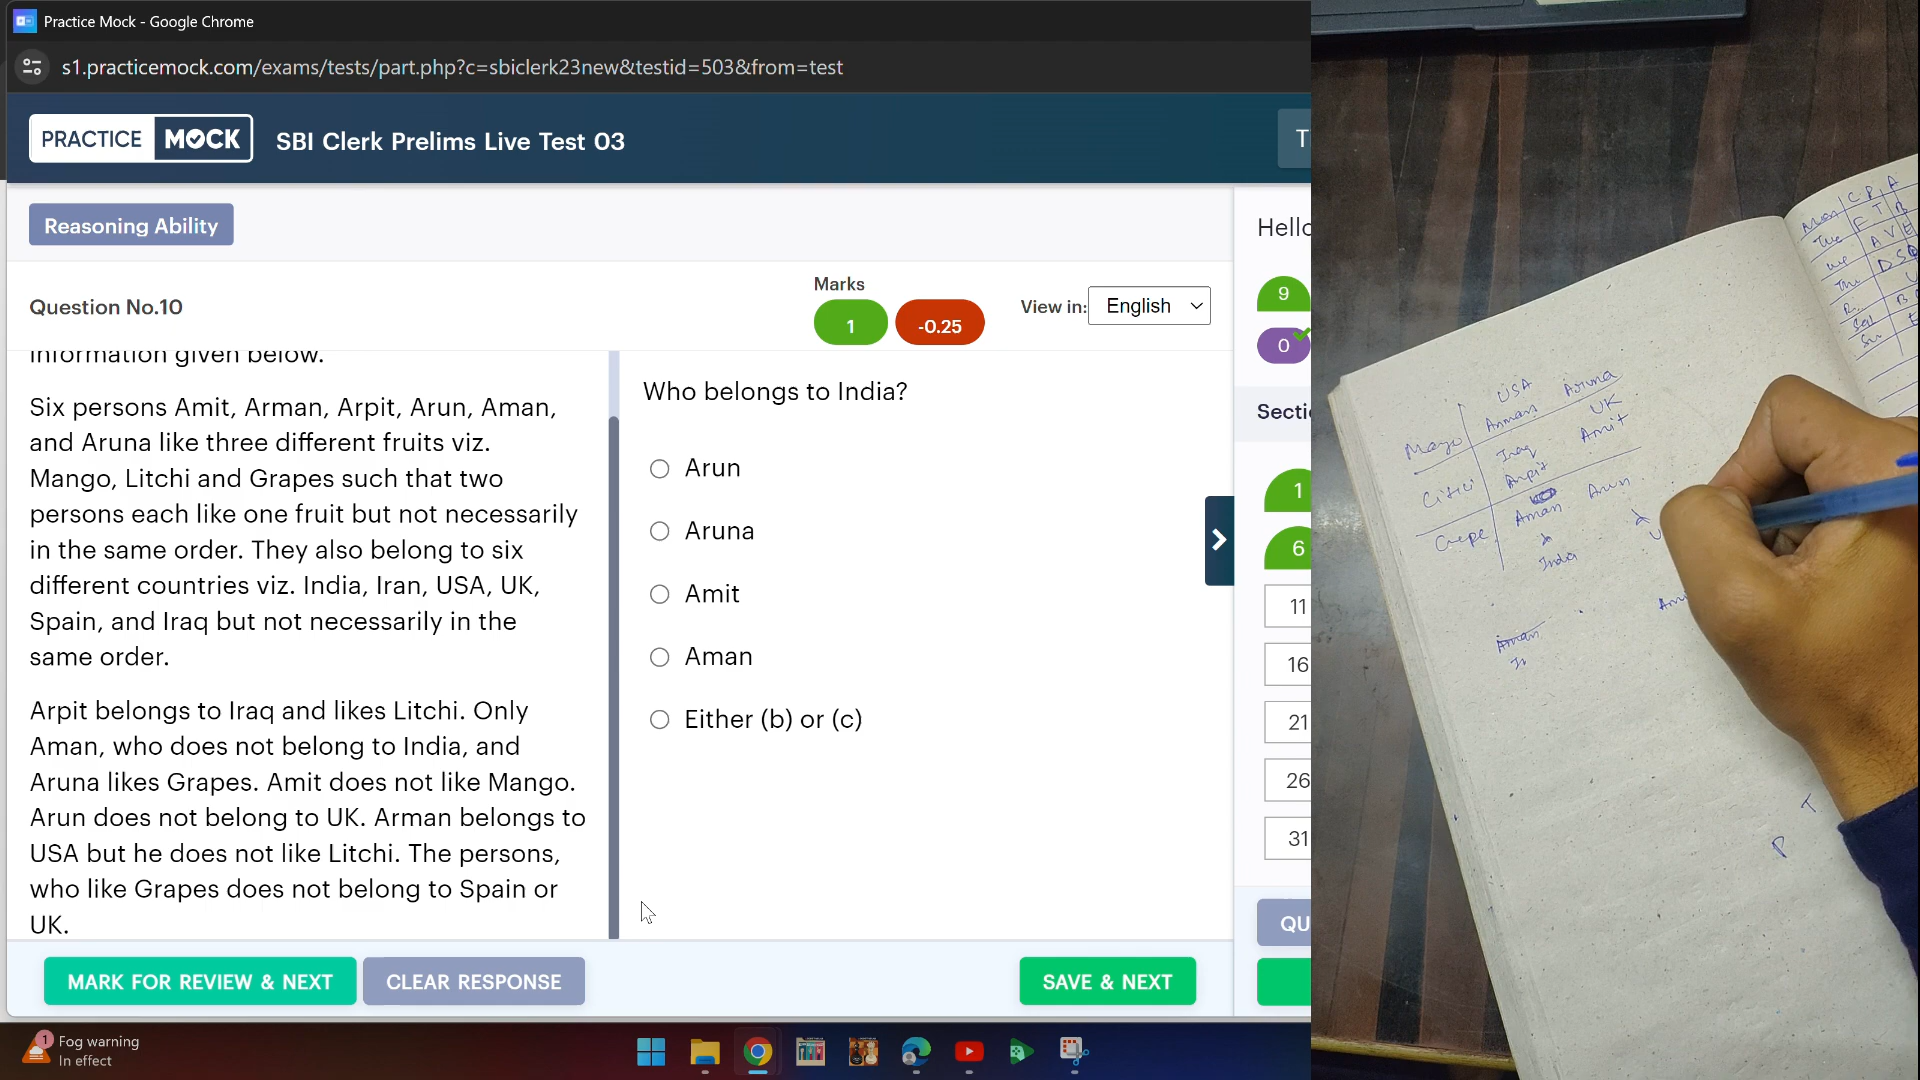 Practice Mock - Google Chrome
s1.practicemock.com/exams/tests/part.php?c=sbiclerk23new&testid=503&from=test
PRACTICE MOCK
SBI Clerk Prelims Live Test 03
T
Reasoning Ability
Hello
Question No.10
Marks
1
-0.25
View in:
English
9
0
information given below.
Six persons Amit, Arman, Arpit, Arun, Aman,
and Aruna like three different fruits viz.
Mango, Litchi and Grapes such that two
persons each like one fruit but not necessarily
in the same order. They also belong to six
different countries viz. India, Iran, USA, UK,
Spain, and Iraq but not necessarily in the
same order.
Arpit belongs to Iraq and likes Litchi. Only
Aman, who does not belong to India, and
Aruna likes Grapes. Amit does not like Mango.
Arun does not belong to UK. Arman belongs to
USA but he does not like Litchi. The persons,
who like Grapes does not belong to Spain or
UK.
Who belongs to India?
Arun
Aruna
Amit
Aman
Either (b) or (c)
Secti
1
6
11
16
21
26
31
QU
MARK FOR REVIEW & NEXT
CLEAR RESPONSE
SAVE & NEXT
1
Fog warning
In effect
USA Aruna
Arman UK
Iraq Amit
Arpit
Aman Arun
India
Aman
T
P